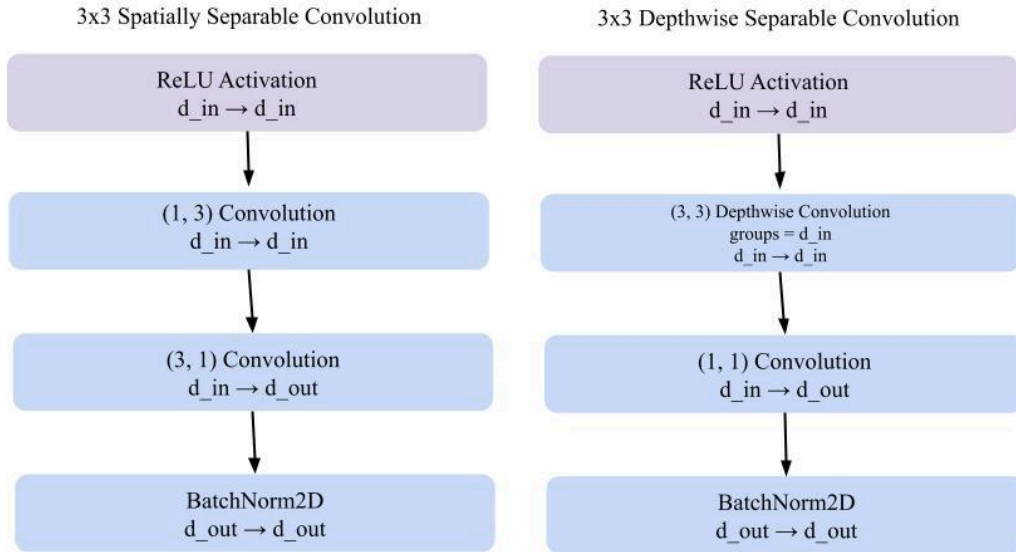 3x3 Spatially Separable Convolution
ReLU Activation
d_in → d_in
(1, 3) Convolution
d_in → d_in
(3, 1) Convolution
d_in → d_out
BatchNorm2D
d_out → d_out
3x3 Depthwise Separable Convolution
ReLU Activation
d_in → d_in
(3, 3) Depthwise Convolution
groups = d_in
d_in → d_in
(1, 1) Convolution
d_in → d_out
BatchNorm2D
d_out → d_out